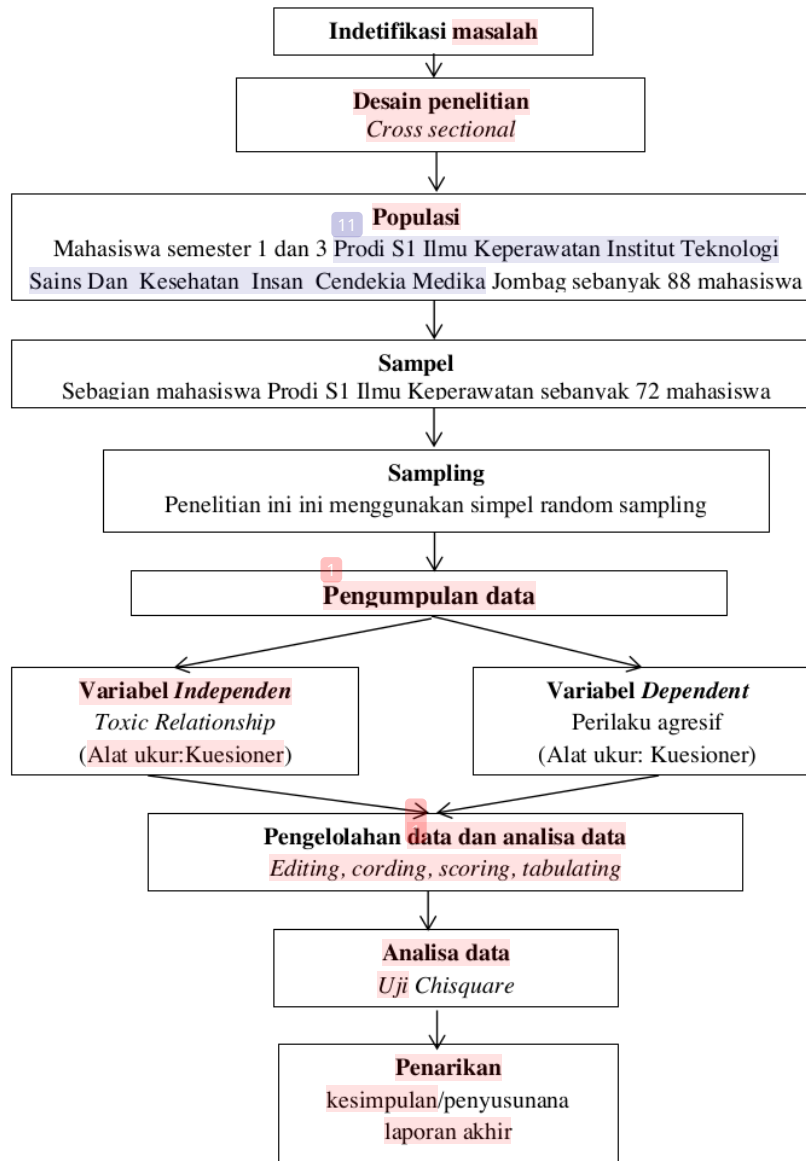 Indetifikasi masalah
Desain penelitian
Cross sectional
11
Populasi
Mahasiswa semester 1 dan 3 Prodi S1 Ilmu Keperawatan Institut Teknologi
Sains Dan Kesehatan Insan Cendekia Medika Jombag sebanyak 88 mahasiswa
Sampel
Sebagian mahasiswa Prodi S1 Ilmu Keperawatan sebanyak 72 mahasiswa
Sampling
Penelitian ini ini menggunakan simpel random sampling
1
Pengumpulan data
Variabel Independen
Toxic Relationship
(Alat ukur:Kuesioner)
Variabel Dependent
Perilaku agresif
(Alat ukur: Kuesioner)
Pengelolahan data dan analisa data
Editing, cording, scoring, tabulating
Analisa data
Uji Chisquare
Penarikan
kesimpulan/penyusunana
laporan akhir